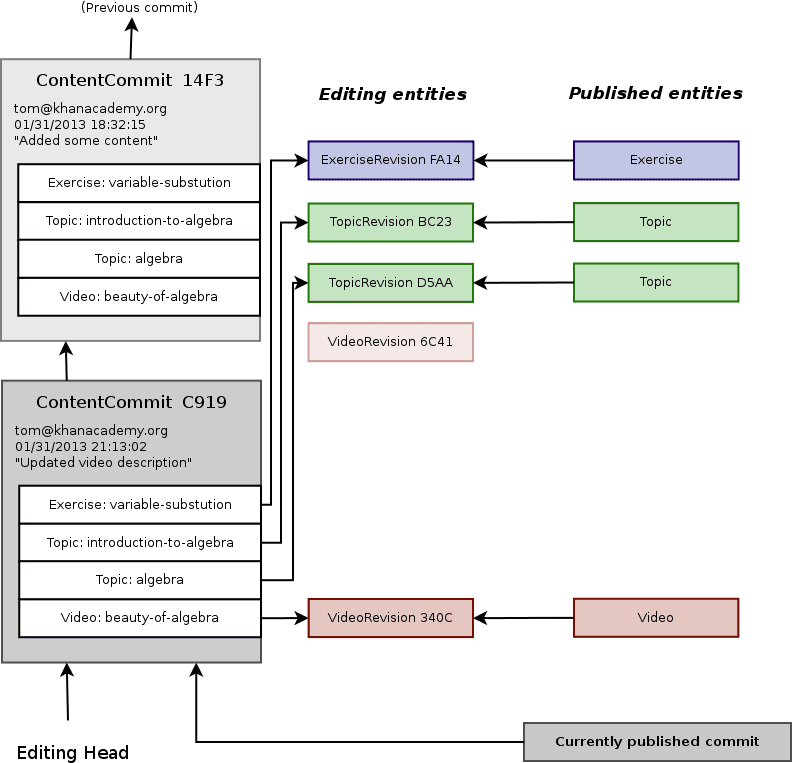 (Previous commit)
ContentCommit 14F3
tom@khanacademy.org
01/31/2013 18:32:15
"Added some content"
Exercise: variable-substution
Topic: introduction-to-algebra
Topic: algebra
Video: beauty-of-algebra
Editing entities
Published entities
ExerciseRevision FA14
Exercise
TopicRevision BC23
Topic
TopicRevision D5AA
Topic
VideoRevision 6C41
ContentCommit C919
tom@khanacademy.org
01/31/2013 21:13:02
"Updated video description"
Exercise: variable-substution
Topic: introduction-to-algebra
Topic: algebra
Video: beauty-of-algebra
VideoRevision 340C
Video
Editing Head
Currently published commit